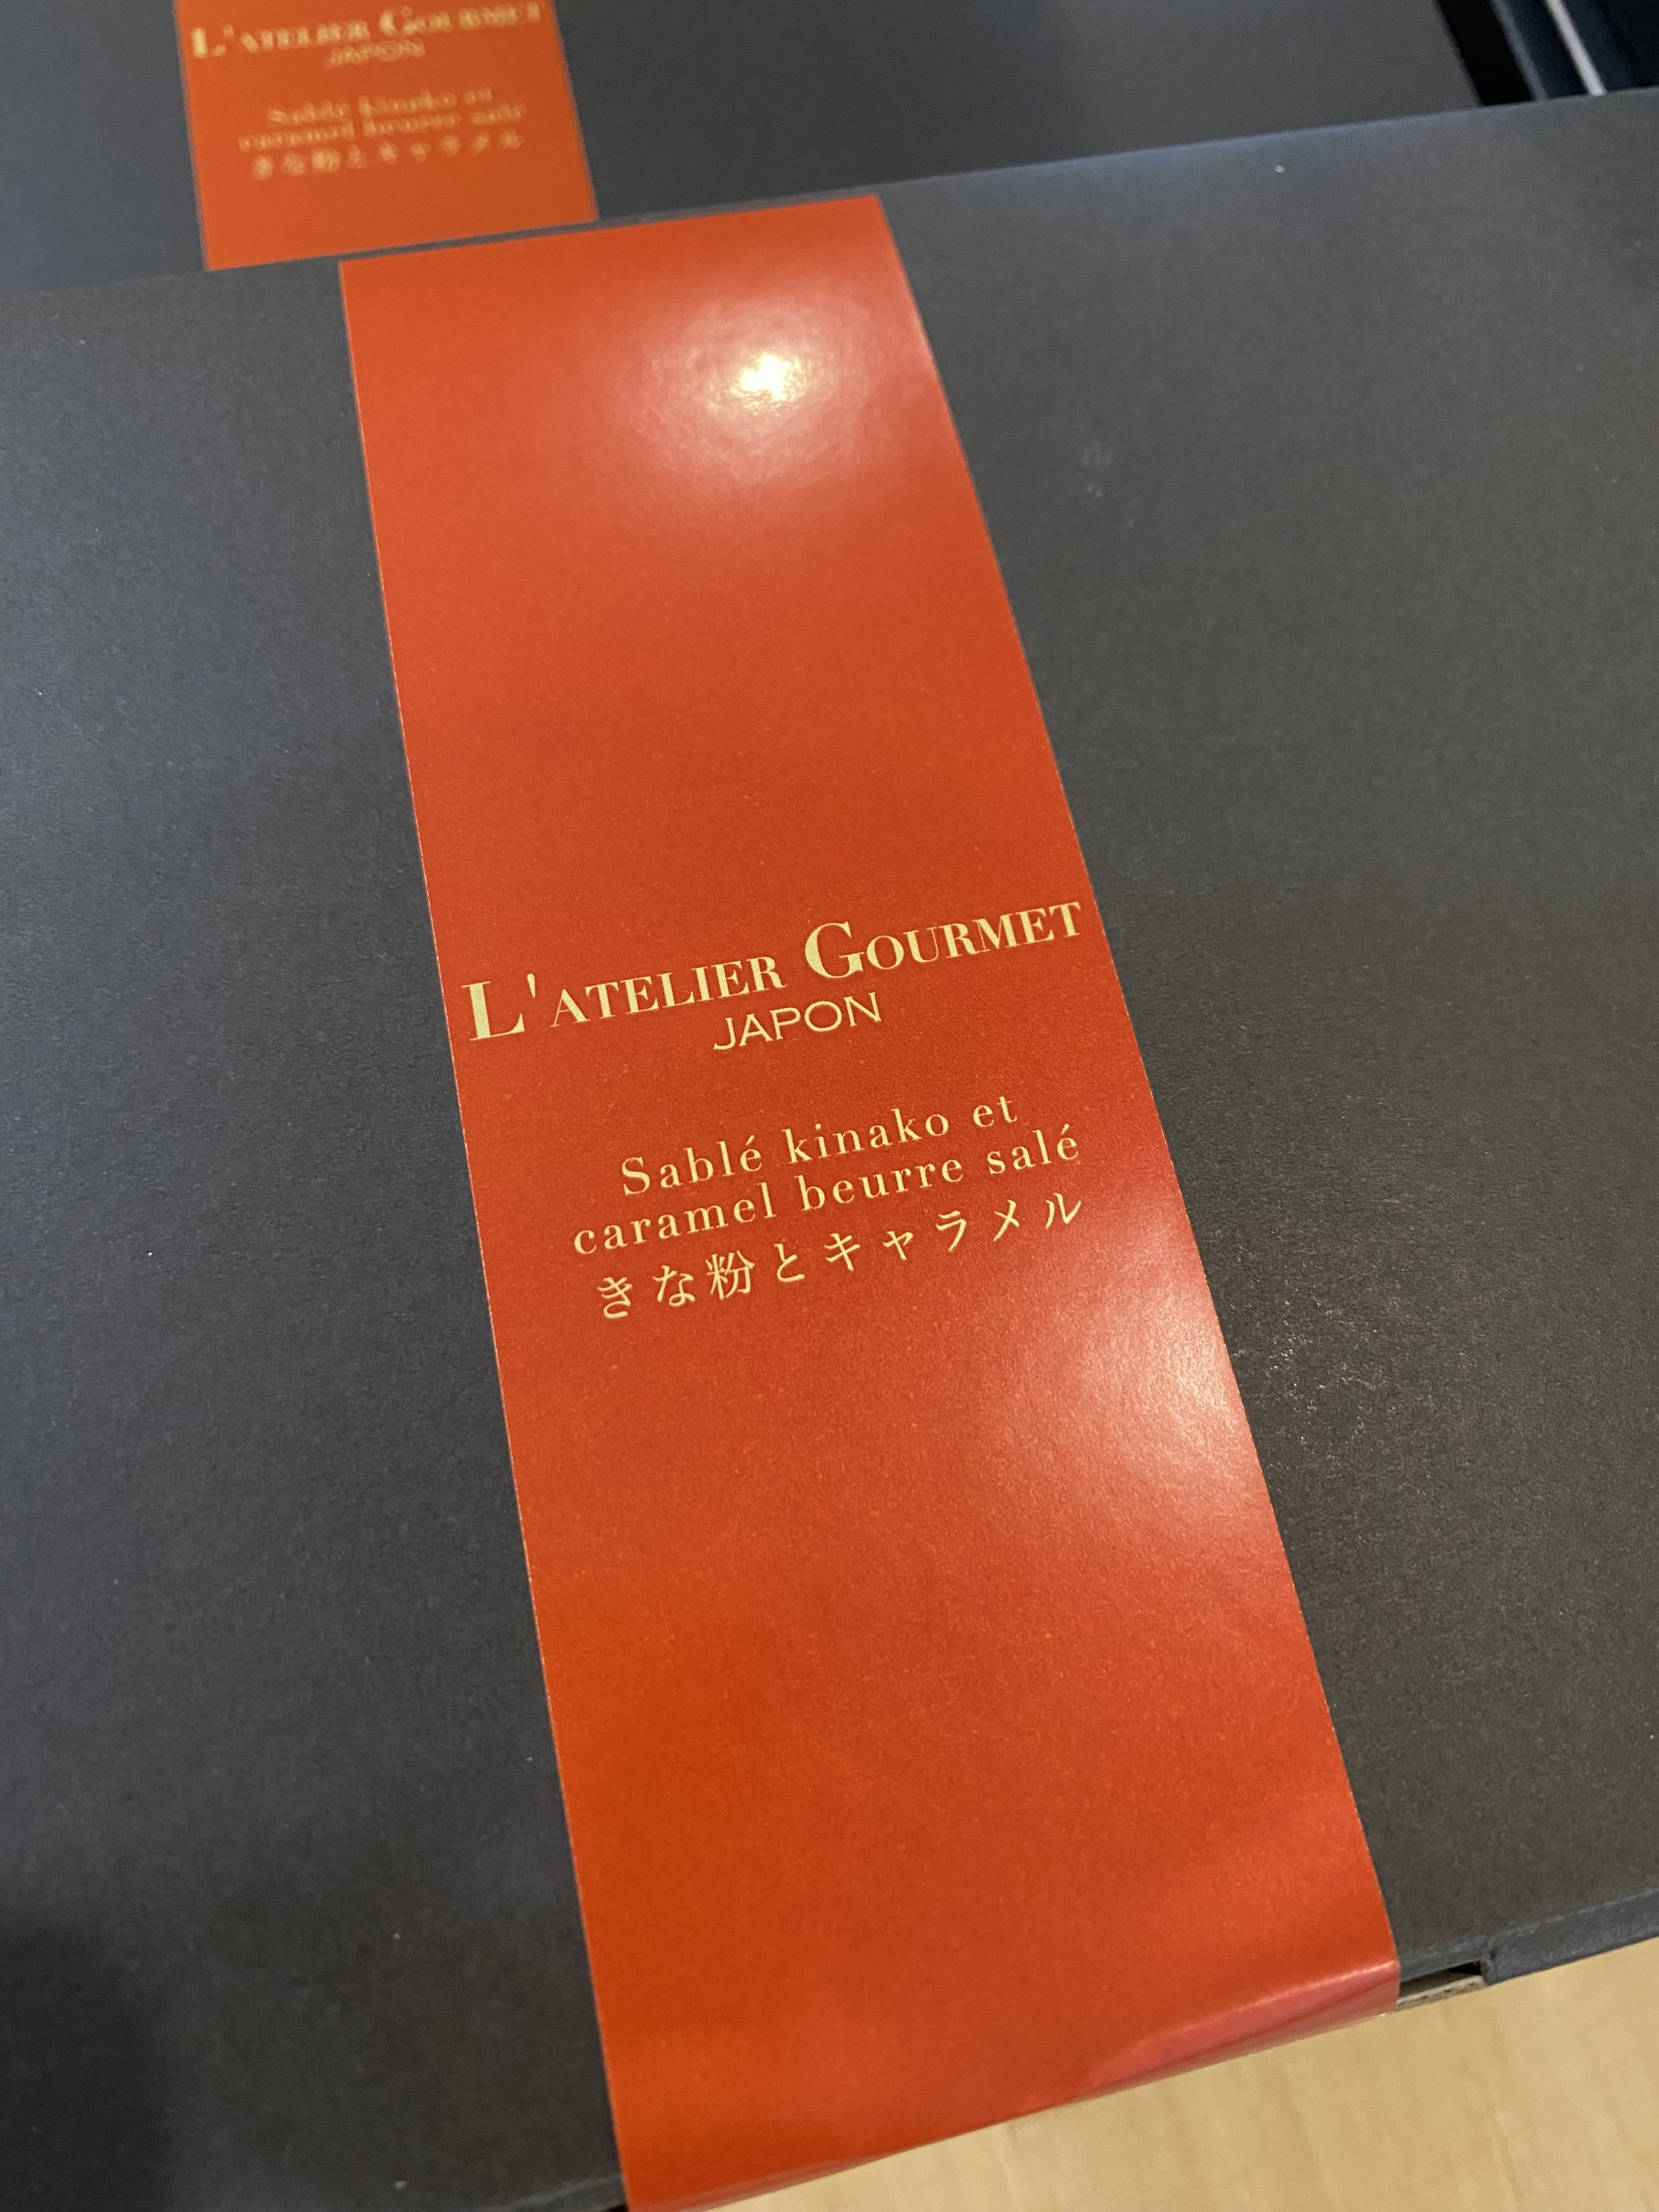 L'ATELIER GOURMET
JAPON
Sablé kinako et
caramel beurre salé
きな粉とキャラメル
L'ATELIER GOURMET
JAPON
Sablé kinako et
caramel beurre salé
きな粉とキャラメル